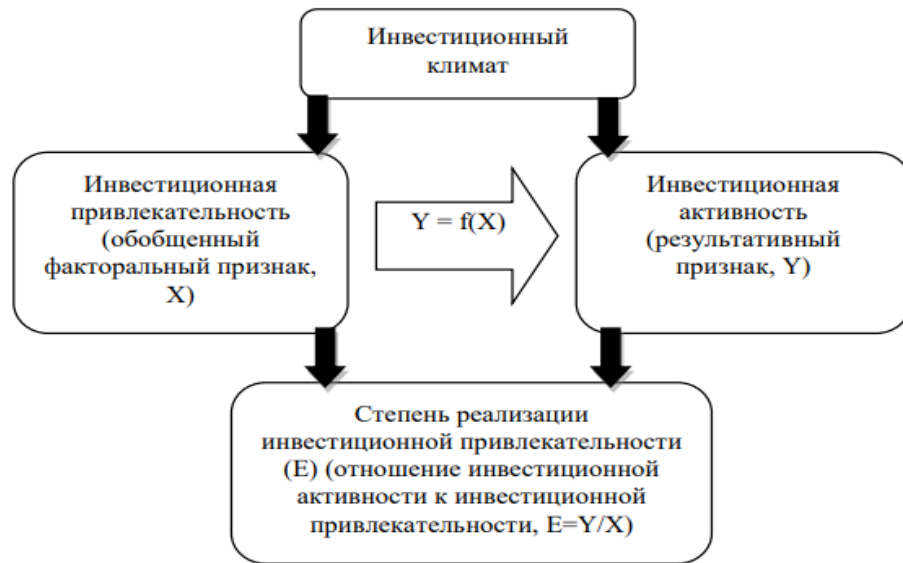 Инвестиционный
климат
Инвестиционная
привлекательность
(обобщенный
факторальный признак,
X)
Y = f(X)
Инвестиционная
активность
(результативный
признак, Y)
Степень реализации
инвестиционной привлекательности
(E) (отношение инвестиционной
активности к инвестиционной
привлекательности, E=Y/X)